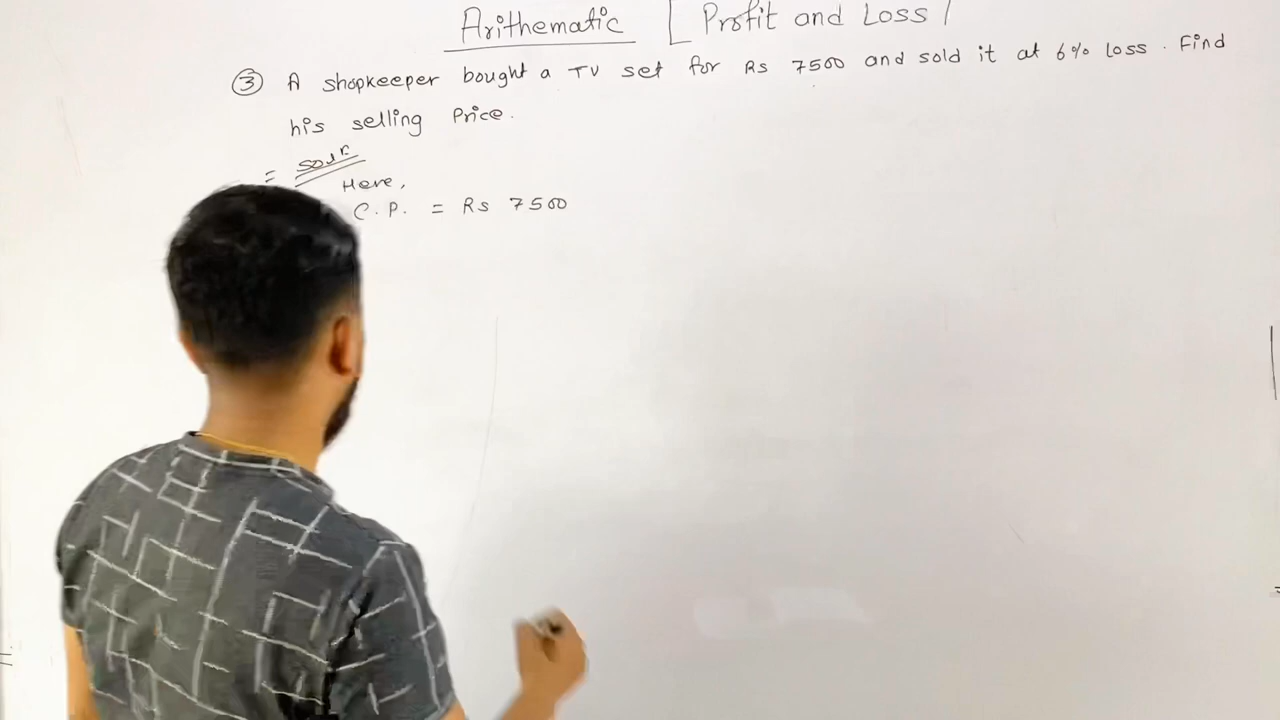 Arithematic [ Profit and Loss ]
③ A shopkeeper bought a TV set for Rs 7500 and sold it at 6% loss. Find
his selling Price.
= Solⁿ
Here,
C.P. = Rs 7500